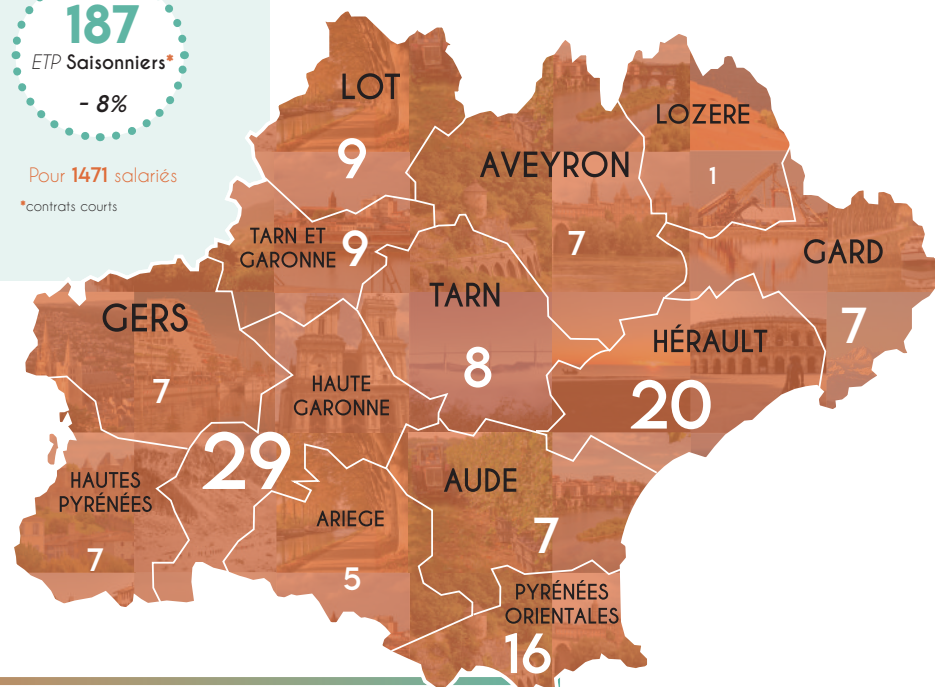 187
ETP Saisonniers*
- 8%
Pour 1471 salariés
*contrats courts
LOT
9
LOZERE
1
AVEYRON
7
TARN ET
GARONNE
9
GARD
7
TARN
8
GERS
7
HÉRAULT
20
HAUTE
GARONNE
29
HAUTES
PYRÉNÉES
7
ARIEGE
5
AUDE
7
PYRÉNÉES
ORIENTALES
16